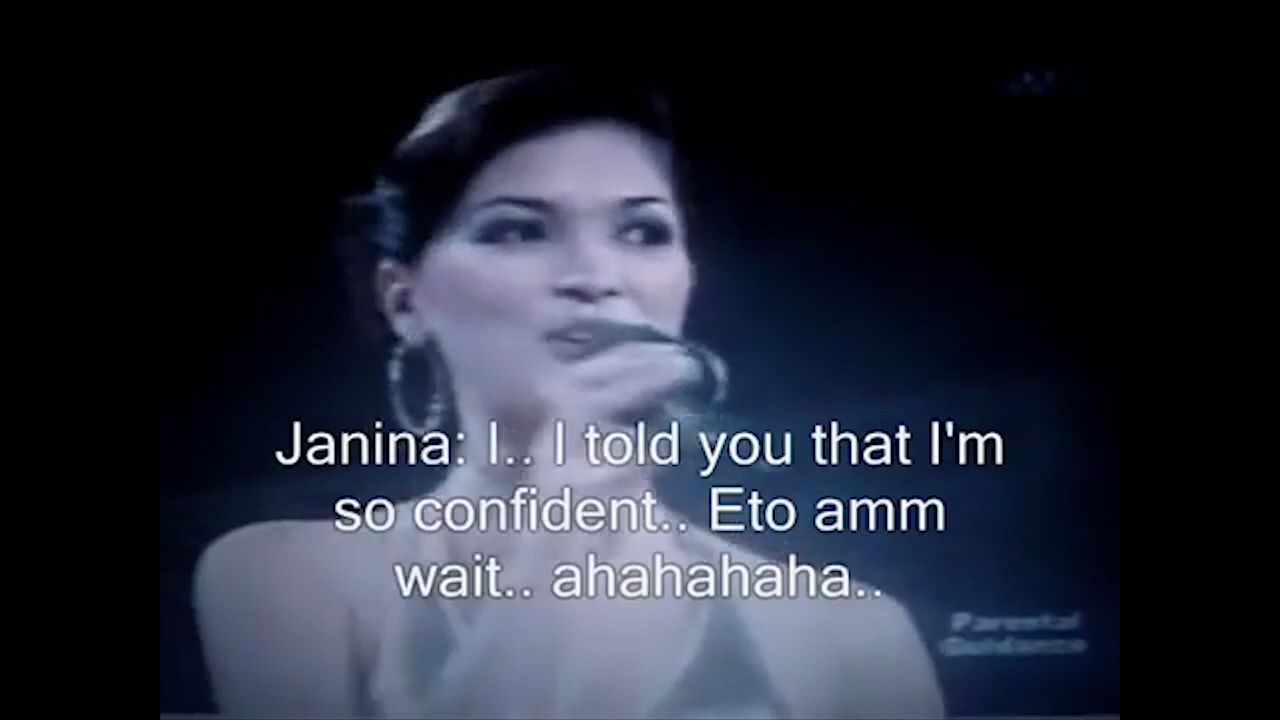 Janina: I.. I told you that I'm
so confident.. Eto amm
wait.. ahahahaha..
Parental
Guidance